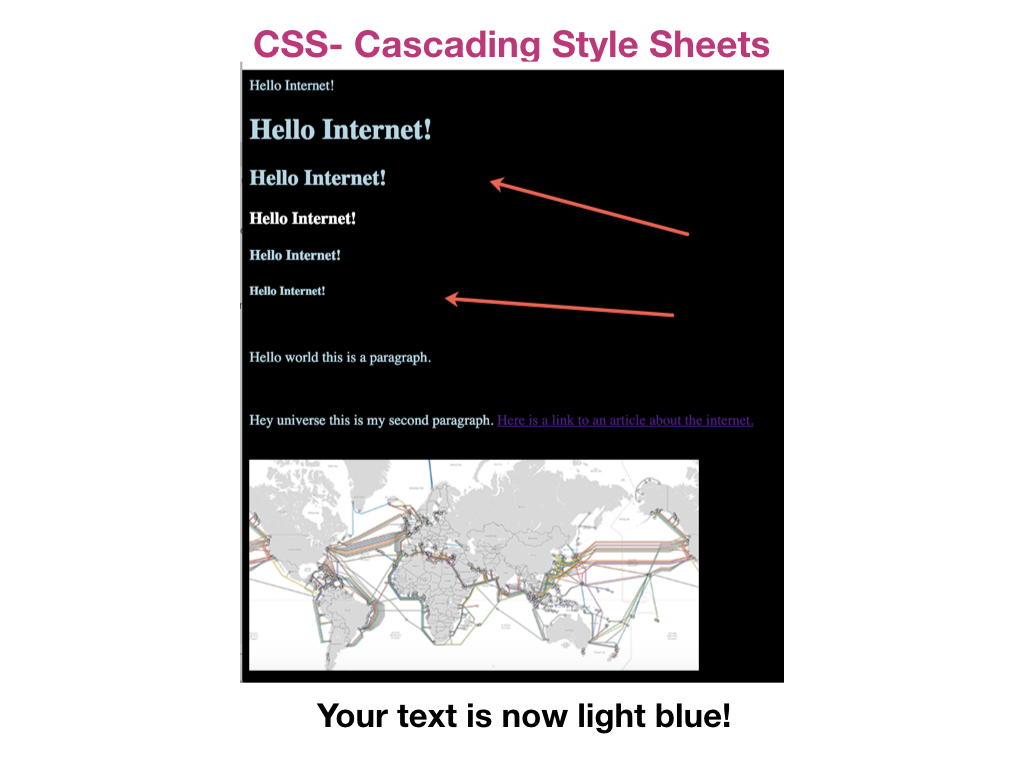 CSS- Cascading Style Sheets
Hello Internet!
Hello Internet!
Hello Internet!
Hello Internet!
Hello Internet!
Hello Internet!
Hello world this is a paragraph.
Hey universe this is my second paragraph. Here is a link to an article about the internet.
Your text is now light blue!